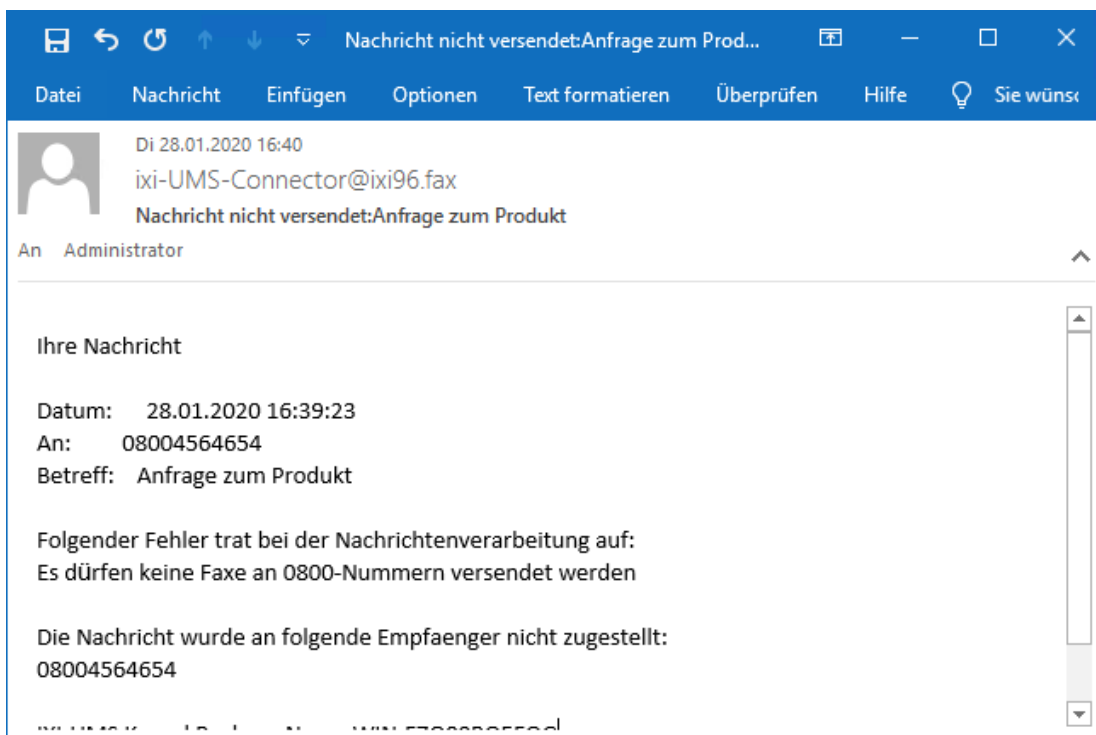 Nachricht nicht versendet:Anfrage zum Prod...
Datei Nachricht Einfügen Optionen Text formatieren Überprüfen Hilfe Sie wünsc
Di 28.01.2020 16:40
ixi-UMS-Connector@ixi96.fax
Nachricht nicht versendet:Anfrage zum Produkt
An Administrator
Ihre Nachricht
Datum: 28.01.2020 16:39:23
An: 08004564654
Betreff: Anfrage zum Produkt
Folgender Fehler trat bei der Nachrichtenverarbeitung auf:
Es dürfen keine Faxe an 0800-Nummern versendet werden
Die Nachricht wurde an folgende Empfaenger nicht zugestellt:
08004564654